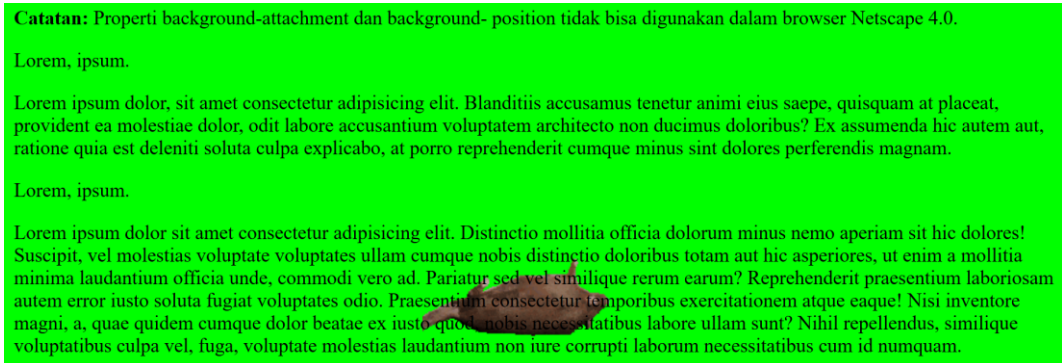 Catatan: Properti background-attachment dan background- position tidak bisa digunakan dalam browser Netscape 4.0.
Lorem, ipsum.
Lorem ipsum dolor, sit amet consectetur adipisicing elit. Blanditiis accusamus tenetur animi eius saepe, quisquam at placeat,
provident ea molestiae dolor, odit labore accusantium voluptatem architecto non ducimus doloribus? Ex assumenda hic autem aut,
ratione quia est deleniti soluta culpa explicabo, at porro reprehenderit cumque minus sint dolores perferendis magnam.
Lorem, ipsum.
Lorem ipsum dolor sit amet consectetur adipisicing elit. Distinctio mollitia officia dolorum minus nemo aperiam sit hic dolores!
Suscipit, vel molestias voluptate voluptates ullam cumque nobis distinctio doloribus totam aut hic asperiores, ut enim a mollitia
minima laudantium officia unde, commodi vero ad. Pariatur sed vel similique rerum earum? Reprehenderit praesentium laboriosam
autem error iusto soluta fugiat voluptates odio. Praesentium consectetur temporibus exercitationem atque eaque! Nisi inventore
magni, a, quae quidem cumque dolor beatae ex iusto quod, nobis necessitatibus labore ullam sunt? Nihil repellendus, similique
voluptatibus culpa vel, fuga, voluptate molestias laudantium non iure corrupti laborum necessitatibus cum id numquam.